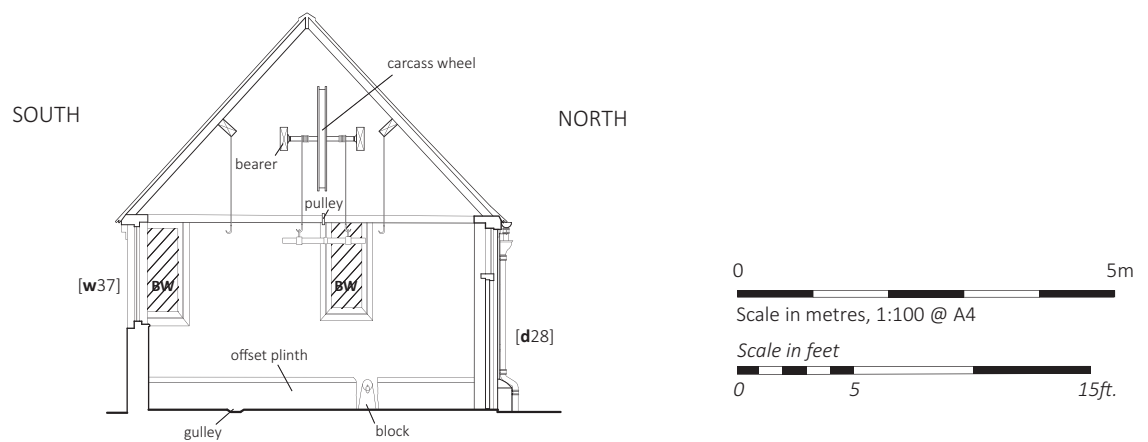 carcass wheel
SOUTH
NORTH
bearer
pulley
[w37]
BW
BW
[d28]
offset plinth
gulley
block
0 5m
Scale in metres, 1:100 @ A4
Scale in feet
0 5 15ft.